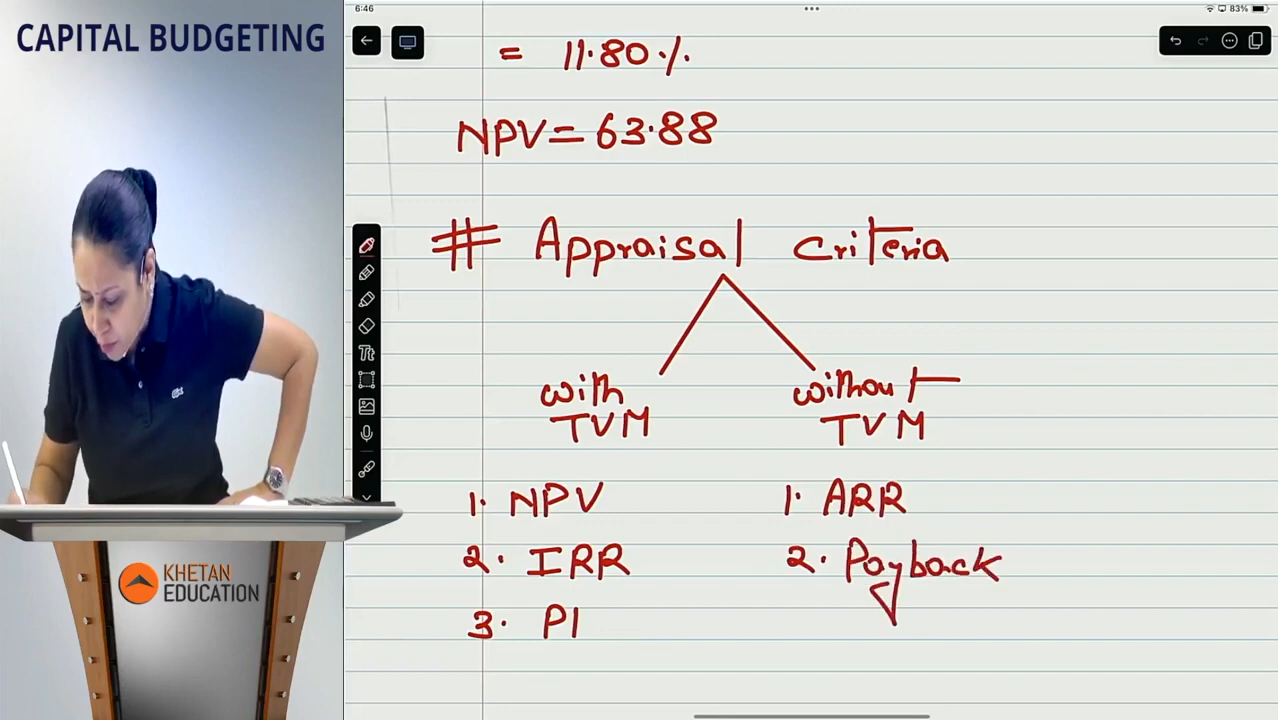 CAPITAL BUDGETING
6:46
83%
= 11.80%
NPV = 63.88
# Appraisal criteria
with TVM
without TVM
1. NPV
2. IRR
3. PI
1. ARR
2. Payback
Tt
KHETAN
EDUCATION